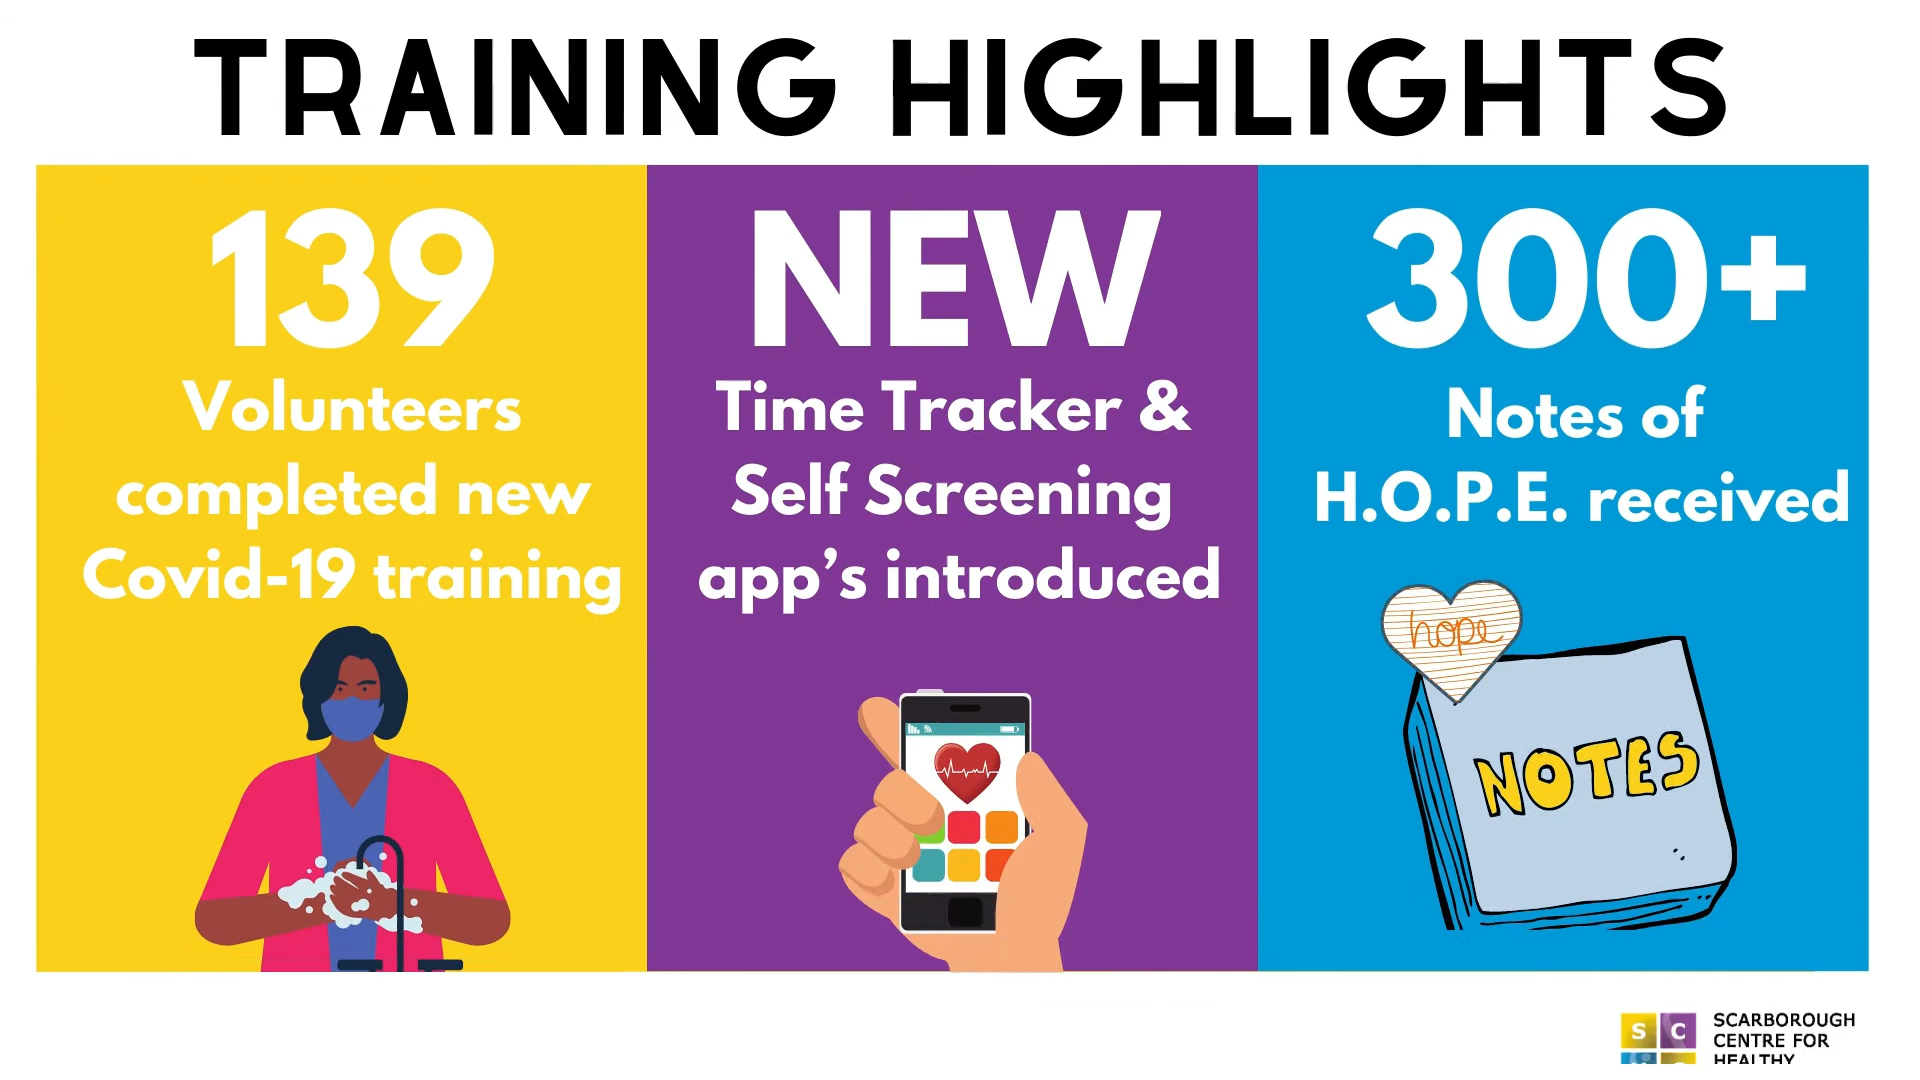 TRAINING HIGHLIGHTS
139
Volunteers
completed new
Covid-19 training
NEW
Time Tracker &
Self Screening
app’s introduced
300+
Notes of
H.O.P.E. received
hope
NOTES
S C
SCARBOROUGH
CENTRE FOR
HEALTHY